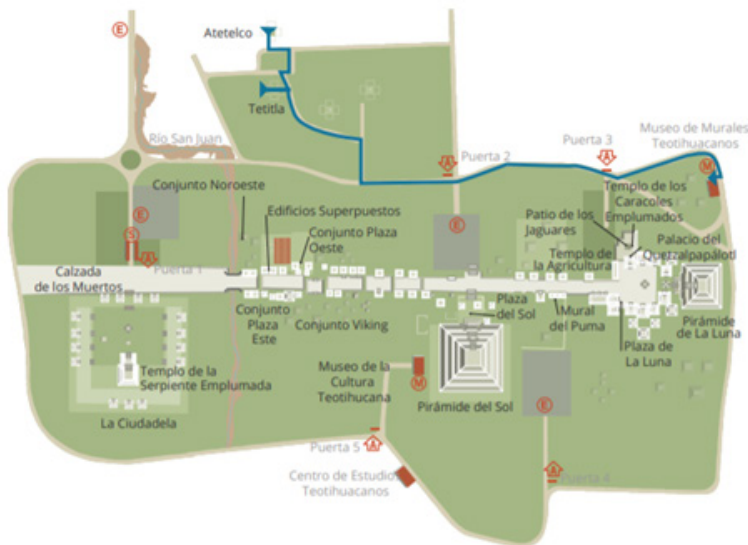 Atetelco
E
Tetitla
Río San Juan
Puerta 2
A
Puerta 3
A
Museo de Murales
Teotihuacanos
M
Conjunto Noroeste
Templo de los
Caracoles
Emplumados
E
Edificios Superpuestos
E
Patio de los
Jaguares
Conjunto Plaza
Oeste
Palacio del
Quetzalpapálotl
S
A
Puerta 1
Templo de
la Agricultura
Calzada
de los Muertos
Conjunto
Plaza
Este
Conjunto Viking
Plaza
del Sol
Mural
del Puma
Pirámide
de La Luna
Plaza de
La Luna
Templo de la
Serpiente Emplumada
Museo de la
Cultura
Teotihucana
M
Pirámide del Sol
E
La Ciudadela
Puerta 5
A
Centro de Estudios
Teotihuacanos
A
Puerta 4